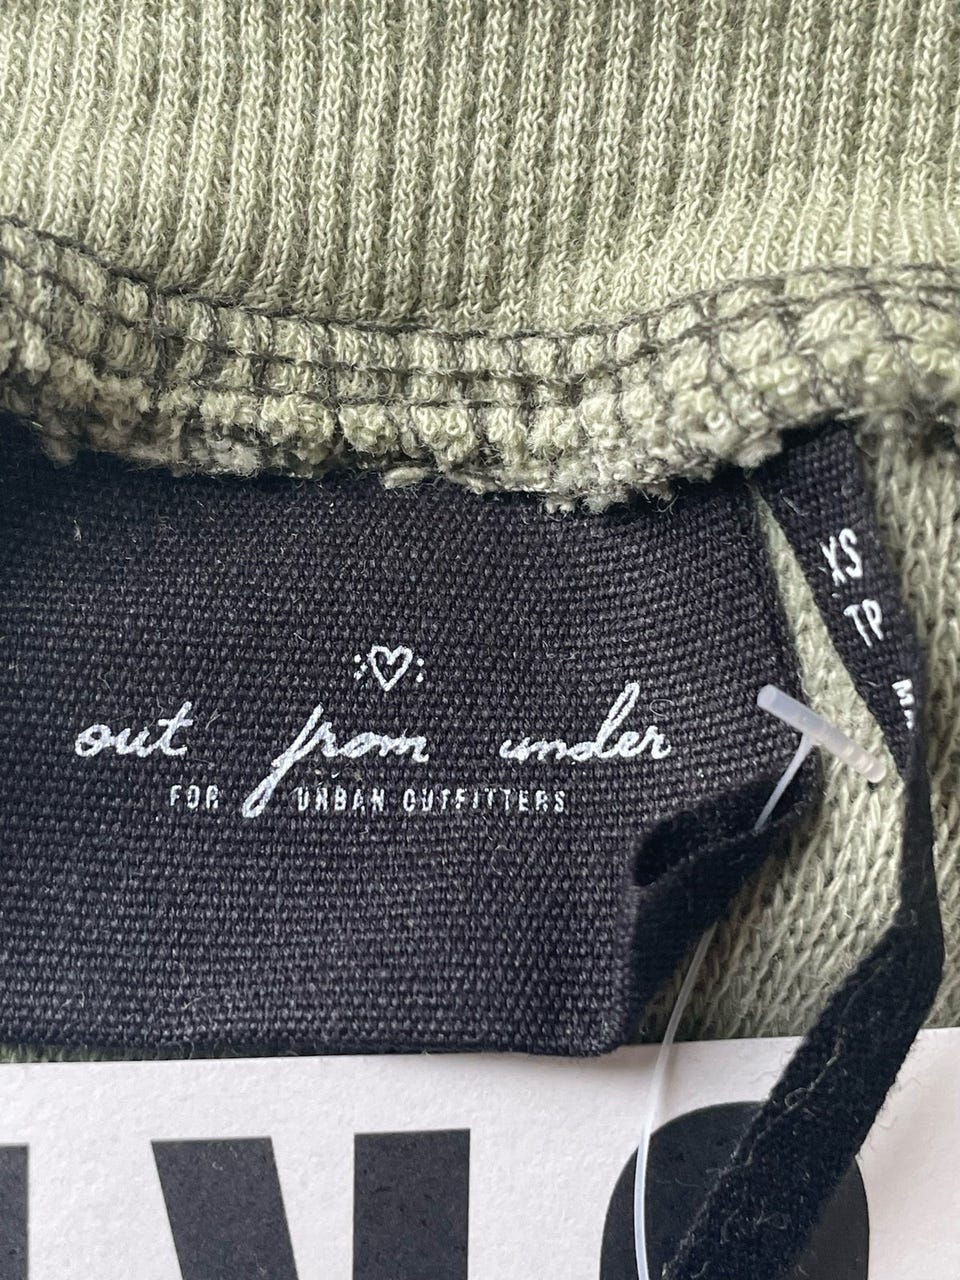 out from under
FOR URBAN OUTFITTERS
XS
TP